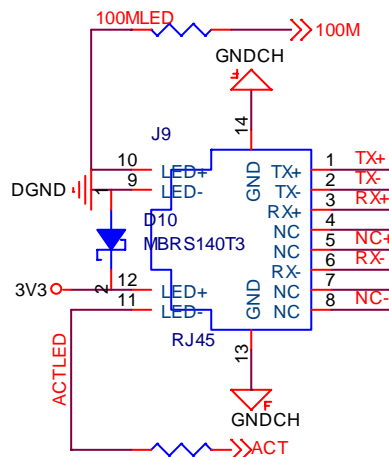 100MLED
100M
GNDCH
J9
14
10 LED+ GND TX+ 1 TX+
9 LED- TX- 2 TX-
DGND 1 RX+ 3 RX+
D10 NC 4
MBRS140T3 NC 5 NC+
RX- 6 RX-
3V3 2 12 LED+ GND NC 7
11 LED- NC 8 NC-
RJ45
13
ACTLED
GNDCH
ACT